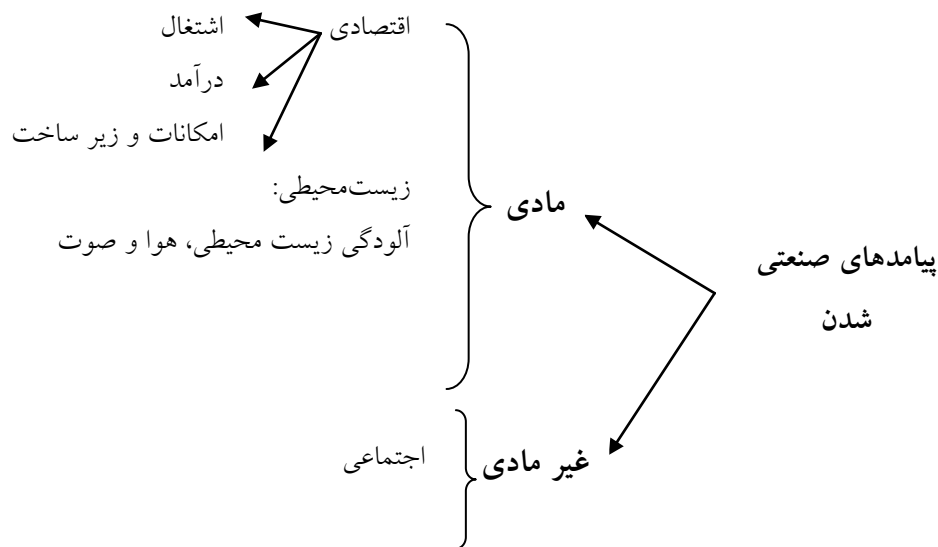 پیامدهای صنعتی
شدن
مادی
اقتصادی
اشتغال
درآمد
امکانات و زیر ساخت
زیست‌محیطی:
آلودگی زیست محیطی، هوا و صوت
غیر مادی
اجتماعی